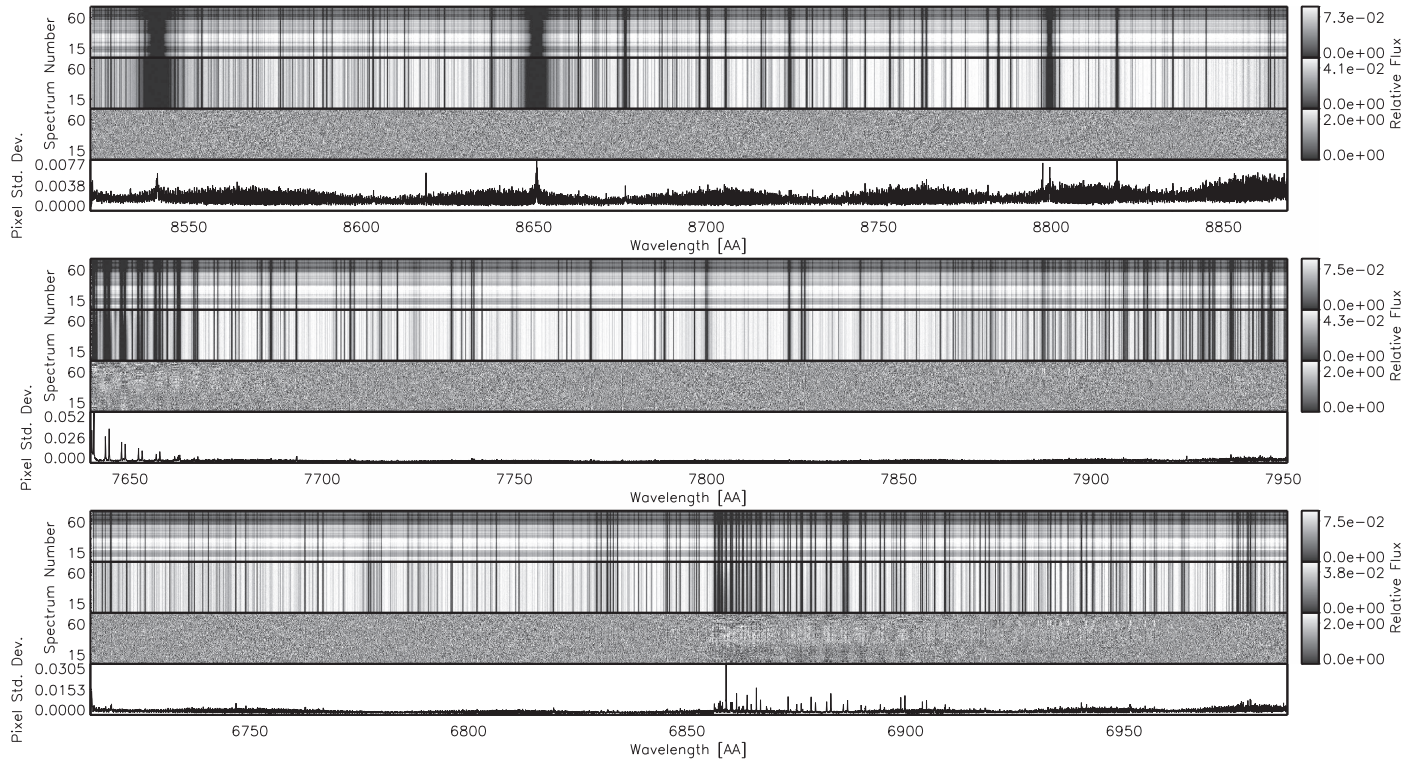 Spectrum Number
60
15
60
15
60
15
Pixel Std. Dev.
0.0077
0.0038
0.0000
8550 8600 8650 8700 8750 8800 8850
Wavelength [AA]
7.3e-02
0.0e+00
4.1e-02
0.0e+00
2.0e+00
0.0e+00
Relative Flux
Spectrum Number
60
15
60
15
60
15
Pixel Std. Dev.
0.052
0.026
0.000
7650 7700 7750 7800 7850 7900 7950
Wavelength [AA]
7.5e-02
0.0e+00
4.3e-02
0.0e+00
2.0e+00
0.0e+00
Relative Flux
Spectrum Number
60
15
60
15
60
15
Pixel Std. Dev.
0.0305
0.0153
0.0000
6750 6800 6850 6900 6950
Wavelength [AA]
7.5e-02
0.0e+00
3.8e-02
0.0e+00
2.0e+00
0.0e+00
Relative Flux